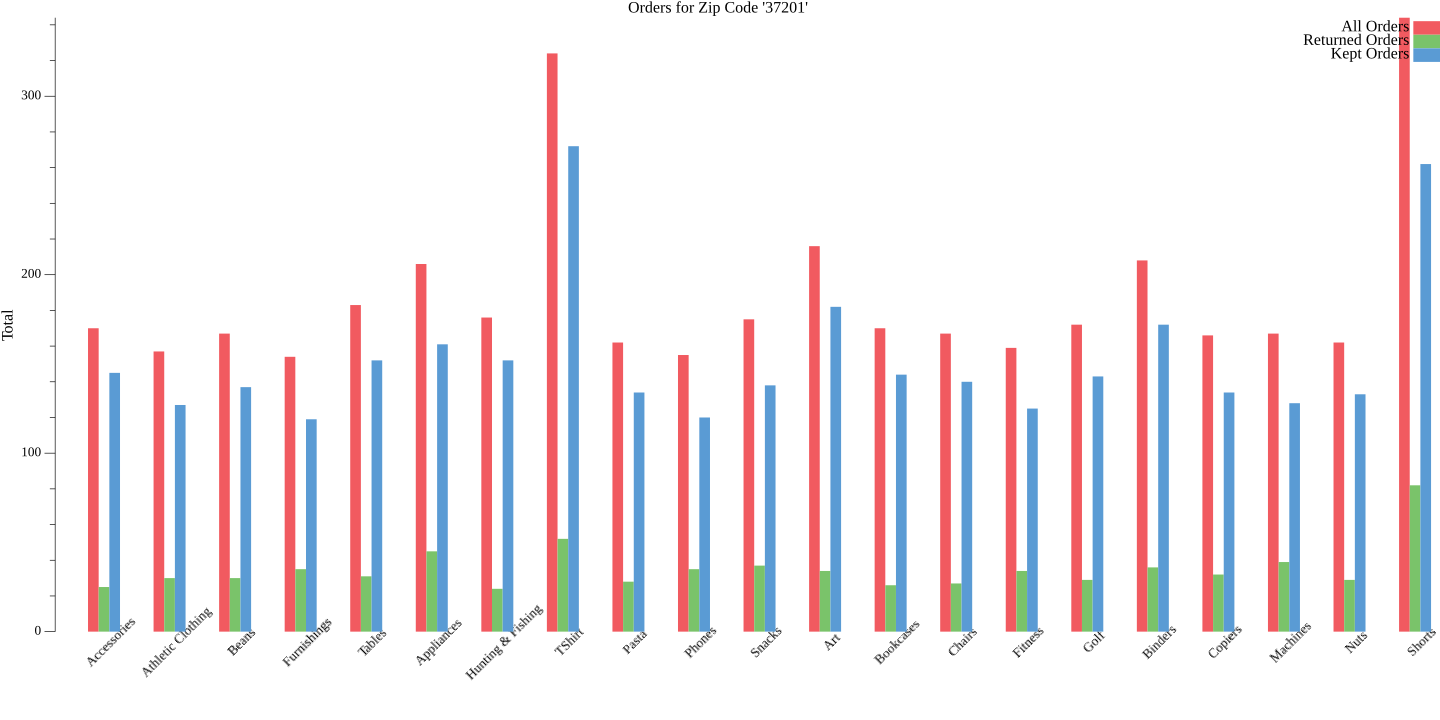 Orders for Zip Code '37201'
All Orders
Returned Orders
Kept Orders
300
200
100
0
Total
Accessories
Athletic Clothing
Beans
Furnishings
Tables
Appliances
Hunting & Fishing
TShirt
Pasta
Phones
Snacks
Art
Bookcases
Chairs
Fitness
Golf
Binders
Copiers
Machines
Nuts
Shorts